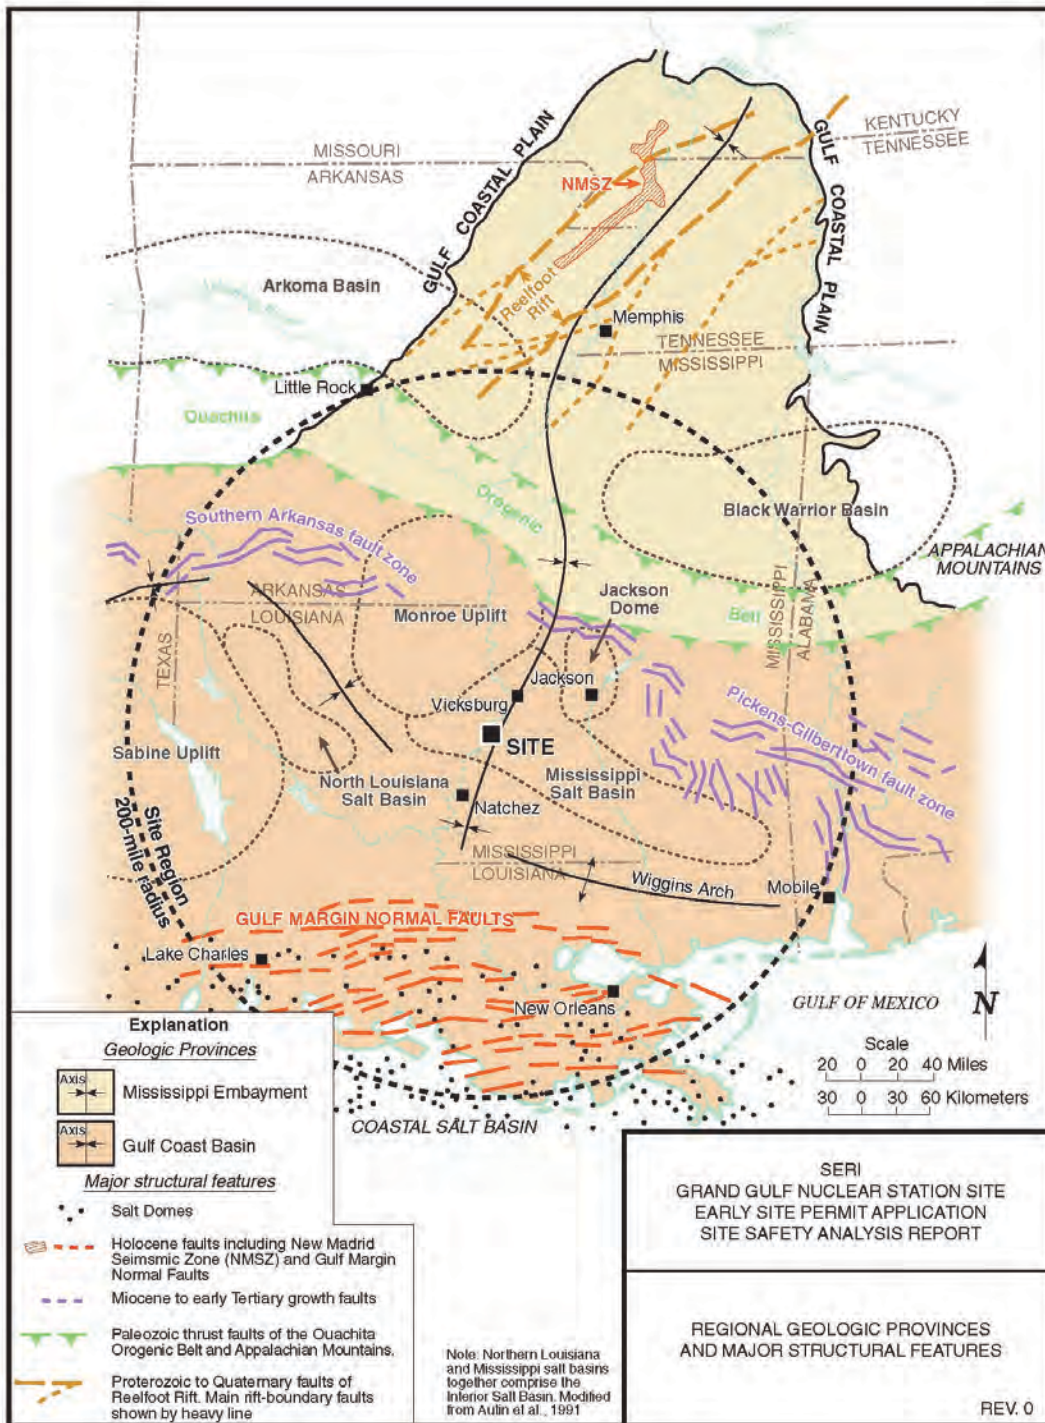 KENTUCKY
TENNESSEE
MISSOURI
ARKANSAS
GULF COASTAL PLAIN
GULF COASTAL PLAIN
NMSZ
Arkoma Basin
Reelfoot
Rift
Memphis
TENNESSEE
MISSISSIPPI
Little Rock
Ouachita
Orogenic
Belt
Black Warrior Basin
APPALACHIAN
MOUNTAINS
Southern Arkansas fault zone
ARKANSAS
LOUISIANA
TEXAS
Monroe Uplift
Jackson
Dome
MISSISSIPPI
ALABAMA
Jackson
Vicksburg
SITE
Pickens-Gilberttown fault zone
Sabine Uplift
North Louisiana
Salt Basin
Mississippi
Salt Basin
Natchez
Site Region
200-mile radius
MISSISSIPPI
LOUISIANA
Wiggins Arch
Mobile
GULF MARGIN NORMAL FAULTS
Lake Charles
New Orleans
GULF OF MEXICO
N
Scale
20 0 20 40 Miles
30 0 30 60 Kilometers
COASTAL SALT BASIN
Explanation
Geologic Provinces
Axis
Mississippi Embayment
Axis
Gulf Coast Basin
Major structural features
Salt Domes
Holocene faults including New Madrid
Seimsmic Zone (NMSZ) and Gulf Margin
Normal Faults
Miocene to early Tertiary growth faults
Paleozoic thrust faults of the Ouachita
Orogenic Belt and Appalachian Mountains.
Proterozoic to Quaternary faults of
Reelfoot Rift. Main rift-boundary faults
shown by heavy line
Note: Northern Louisiana
and Mississippi salt basins
together comprise the
Interior Salt Basin. Modified
from Autin et al., 1991
SERI
GRAND GULF NUCLEAR STATION SITE
EARLY SITE PERMIT APPLICATION
SITE SAFETY ANALYSIS REPORT
REGIONAL GEOLOGIC PROVINCES
AND MAJOR STRUCTURAL FEATURES
REV. 0